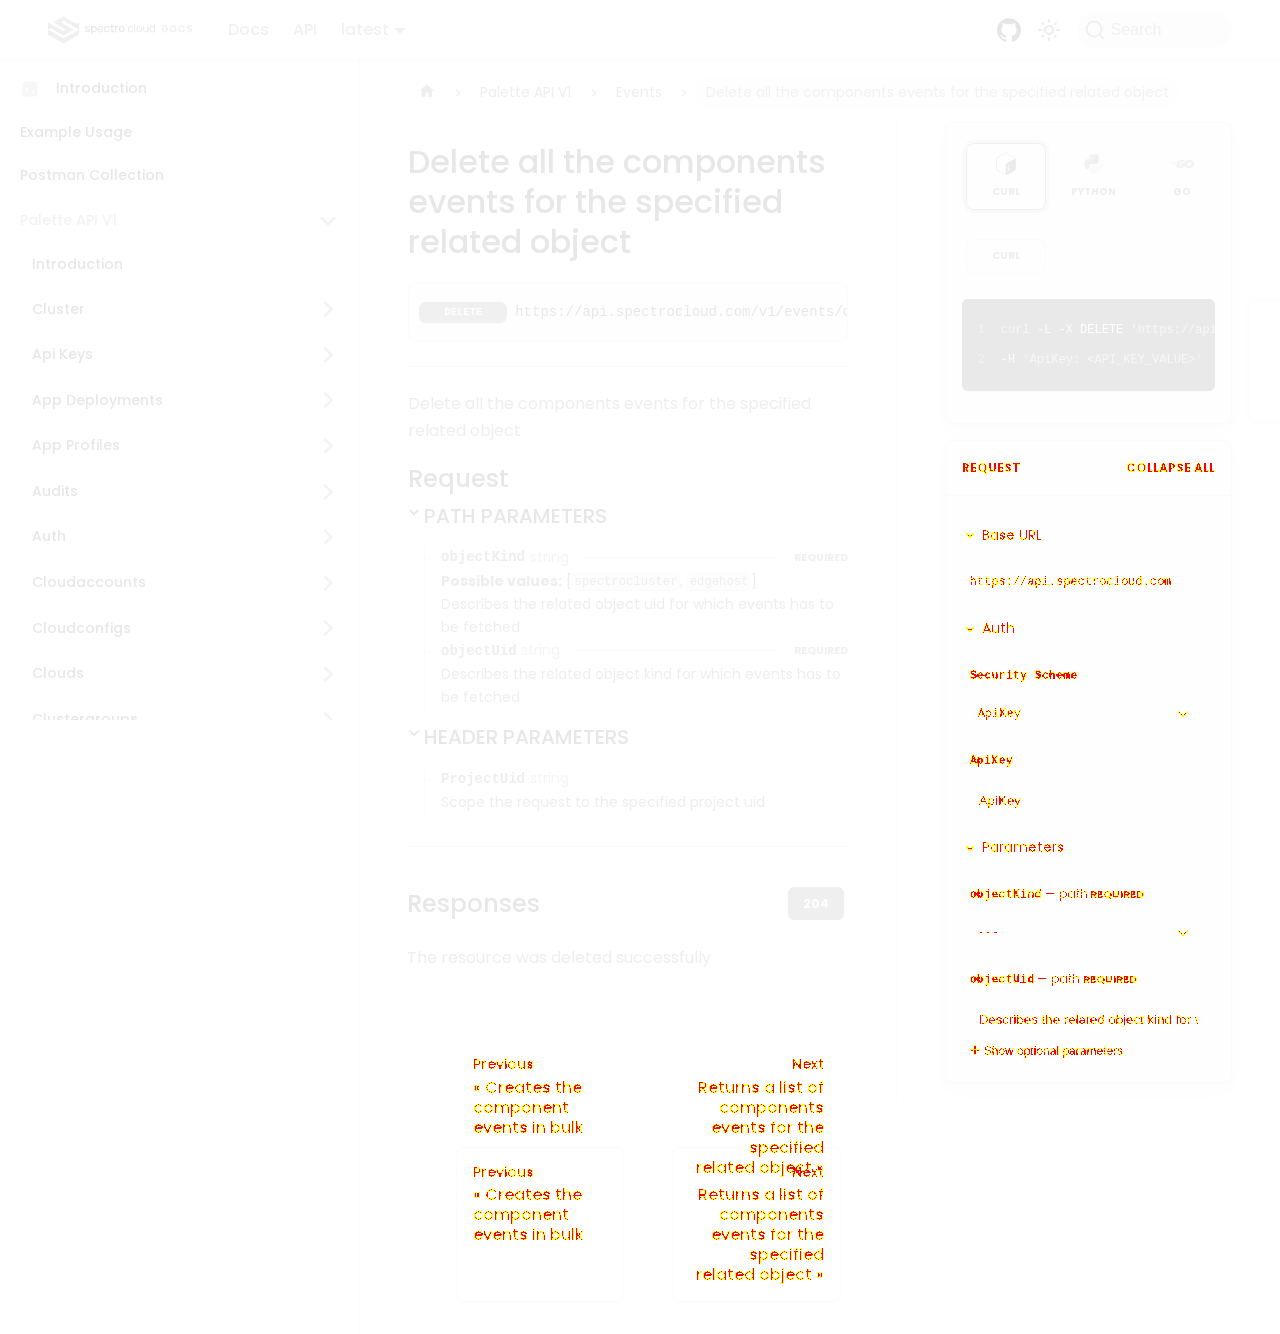 spectro cloud DOCS
Docs API latest
Search
Introduction
Example Usage
Postman Collection
Palette API V1
Introduction
Cluster
Api Keys
App Deployments
App Profiles
Audits
Auth
Cloudaccounts
Cloudconfigs
Clouds
Clustergroups
Palette API V1 › Events › Delete all the components events for the specified related object
Delete all the components
events for the specified
related object
DELETE https://api.spectrocloud.com/v1/events/
Delete all the components events for the specified
related object
Request
PATH PARAMETERS
objectKind string REQUIRED
Possible values: [spectrocluster, edgehost]
Describes the related object uid for which events has to
be fetched
objectUid string REQUIRED
Describes the related object kind for which events has to
be fetched
HEADER PARAMETERS
ProjectUid string
Scope the request to the specified project uid
Responses
204
The resource was deleted successfully
Previous
« Creates the
component
events in bulk
Next
Returns a list of
components
events for the
specified
related object »
Previous
« Creates the
component
events in bulk
Next
Returns a list of
components
events for the
specified
related object »
CURL PYTHON GO
CURL
1 curl -L -X DELETE 'https://api
2 -H 'ApiKey: <API_KEY_VALUE>'
REQUEST COLLAPSE ALL
Base URL
https://api.spectrocloud.com
Auth
Security Scheme
ApiKey
ApiKey
ApiKey
Parameters
objectKind — path REQUIRED
---
objectUid — path REQUIRED
Describes the related object kind for
Show optional parameters